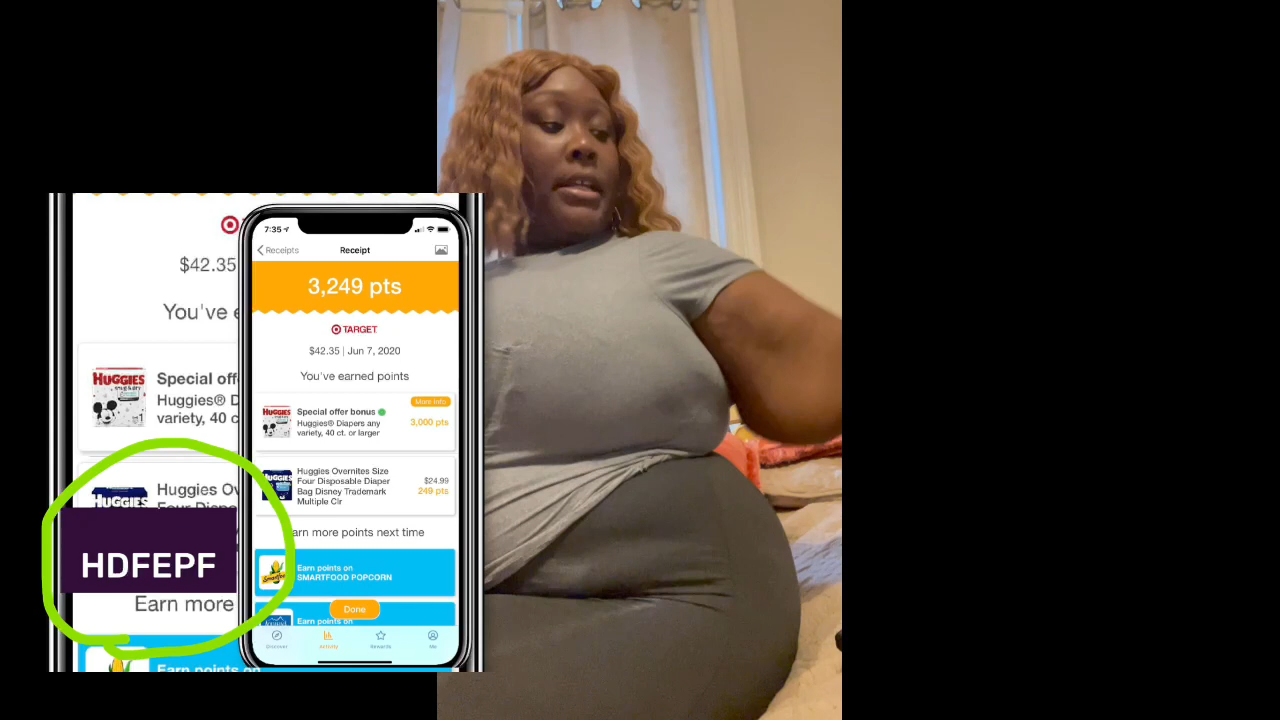 $42.35
You've e
HUGGIES
Special off
Huggies® D
variety, 40 c
HUGGIES
Huggies Ov
HDFEPF
Earn more
Earn points on
7:35
Receipts
Receipt
3,249 pts
TARGET
$42.35 | Jun 7, 2020
You've earned points
More Info
HUGGIES
Special offer bonus
Huggies® Diapers any
variety, 40 ct. or larger
3,000 pts
Huggies Overnites Size
Four Disposable Diaper
Bag Disney Trademark
Multiple Clr
$24.99
249 pts
arn more points next time
Earn points on
SMARTFOOD POPCORN
Earn points on
Done
Discover
Activity
Rewards
Me